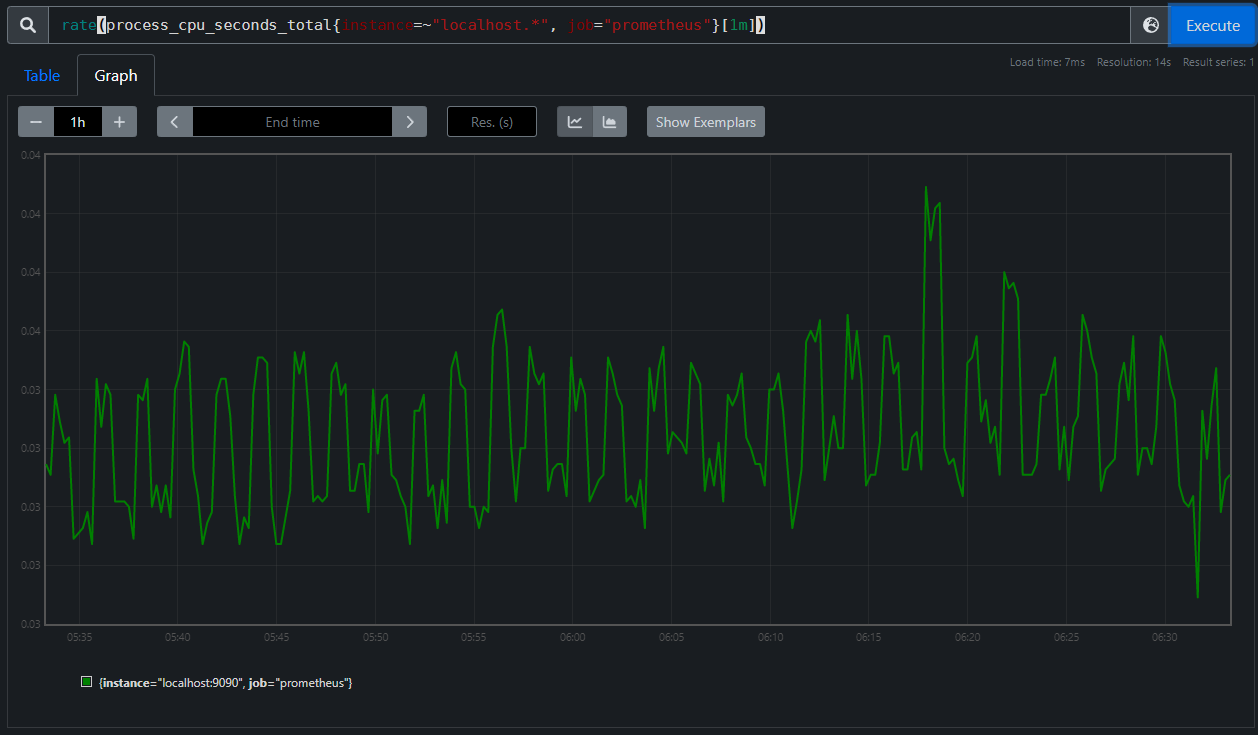 rate(process_cpu_seconds_total{instance=~"localhost.*", job="prometheus"}[1m])
Execute
Load time: 7ms Resolution: 14s Result series: 1
Table
Graph
1h
End time
Res. (s)
Show Exemplars
0.04
0.04
0.04
0.04
0.03
0.03
0.03
0.03
0.03
05:35 05:40 05:45 05:50 05:55 06:00 06:05 06:10 06:15 06:20 06:25 06:30
{instance="localhost:9090", job="prometheus"}